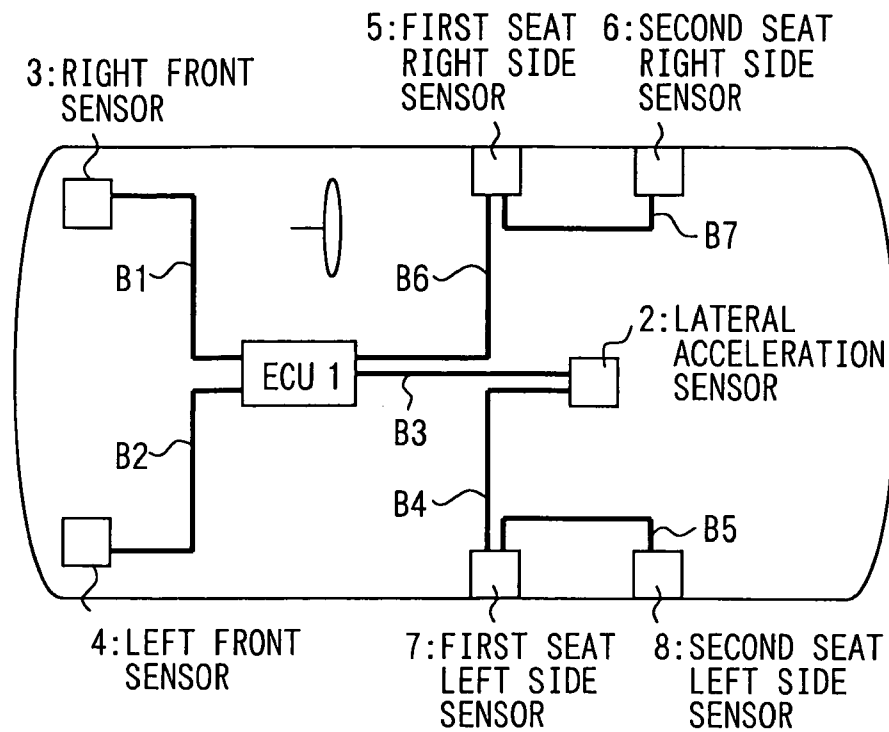 5:FIRST SEAT
RIGHT SIDE
SENSOR
6:SECOND SEAT
RIGHT SIDE
SENSOR
3:RIGHT FRONT
SENSOR
B1
B6
B7
2:LATERAL
ACCELERATION
SENSOR
ECU 1
B3
B2
B4
B5
4:LEFT FRONT
SENSOR
7:FIRST SEAT
LEFT SIDE
SENSOR
8:SECOND SEAT
LEFT SIDE
SENSOR